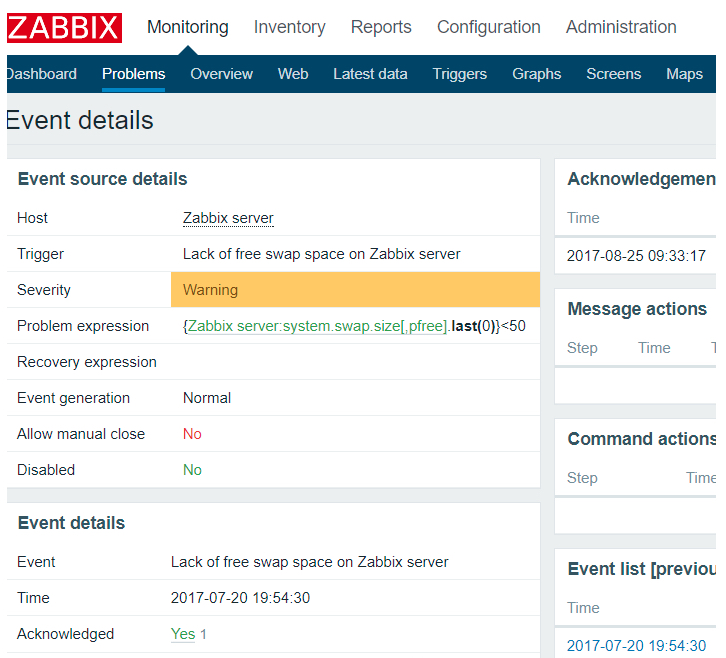 ZABBIX Monitoring Inventory Reports Configuration Administration
Dashboard Problems Overview Web Latest data Triggers Graphs Screens Maps
Event details
Event source details
Host Zabbix server
Trigger Lack of free swap space on Zabbix server
Severity Warning
Problem expression {Zabbix server:system.swap.size[,pfree].last(0)}<50
Recovery expression
Event generation Normal
Allow manual close No
Disabled No
Event details
Event Lack of free swap space on Zabbix server
Time 2017-07-20 19:54:30
Acknowledged Yes 1
Acknowledgemen
Time
2017-08-25 09:33:17
Message actions
Step Time
Command actions
Step Time
Event list [previou
Time
2017-07-20 19:54:30